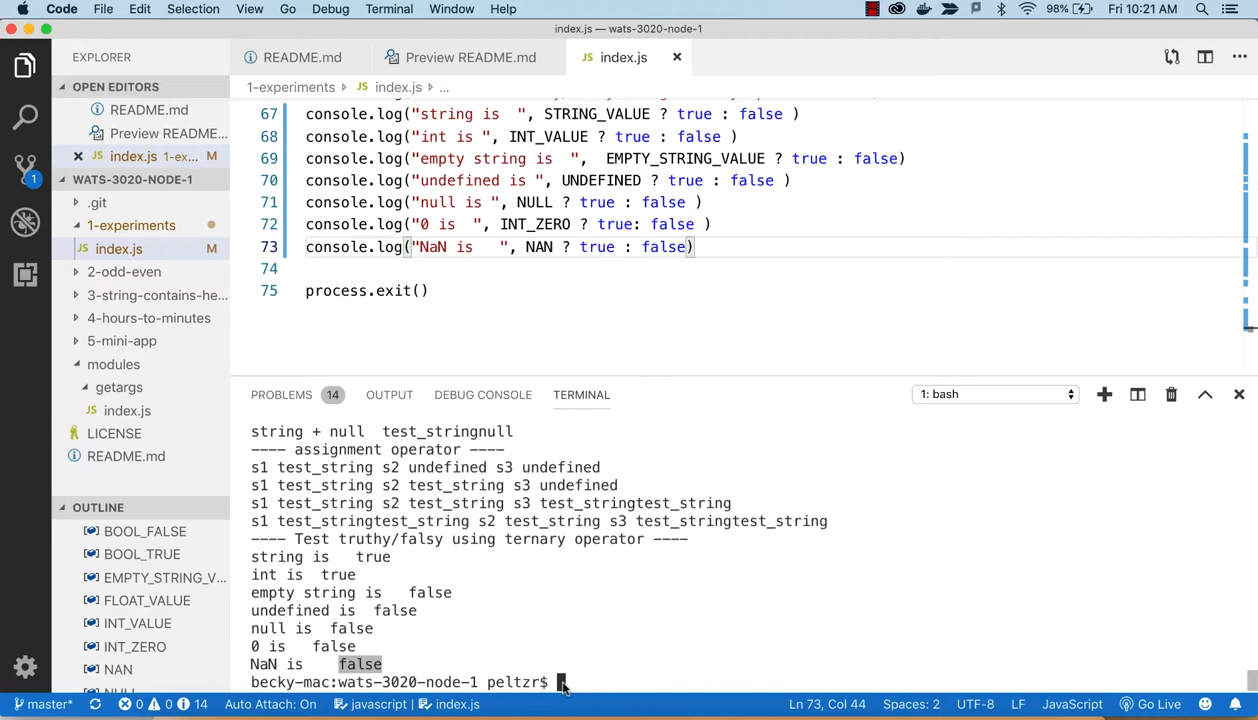 Code File Edit Selection View Go Debug Terminal Window Help 98% Fri 10:21 AM
index.js — wats-3020-node-1
EXPLORER
README.md
Preview README.md
JS index.js
OPEN EDITORS
1-experiments
JS index.js
...
README.md
Preview README...
JS index.js 1-ex... M
WATS-3020-NODE-1
.git
1-experiments
JS index.js M
2-odd-even
3-string-contains-he...
4-hours-to-minutes
5-mini-app
modules
getargs
JS index.js
LICENSE
README.md
OUTLINE
BOOL_FALSE
BOOL_TRUE
EMPTY_STRING_V...
FLOAT_VALUE
INT_VALUE
INT_ZERO
NAN
67 console.log("string is  ", STRING_VALUE ? true : false )
68 console.log("int is ", INT_VALUE ? true : false )
69 console.log("empty string is  ",  EMPTY_STRING_VALUE ? true : false)
70 console.log("undefined is ", UNDEFINED ? true : false )
71 console.log("null is ", NULL ? true : false )
72 console.log("0 is  ", INT_ZERO ? true: false )
73 console.log("NaN is   ", NAN ? true : false)
74
75 process.exit()
PROBLEMS 14 OUTPUT DEBUG CONSOLE TERMINAL 1: bash
string + null  test_stringnull
---- assignment operator ----
s1 test_string s2 undefined s3 undefined
s1 test_string s2 test_string s3 undefined
s1 test_string s2 test_string s3 test_stringtest_string
s1 test_stringtest_string s2 test_string s3 test_stringtest_string
---- Test truthy/falsy using ternary operator ----
string is   true
int is  true
empty string is   false
undefined is  false
null is  false
0 is   false
NaN is    false
becky-mac:wats-3020-node-1 peltzr$
1
master* 0 0 14 Auto Attach: On javascript | index.js Ln 73, Col 44 Spaces: 2 UTF-8 LF JavaScript Go Live